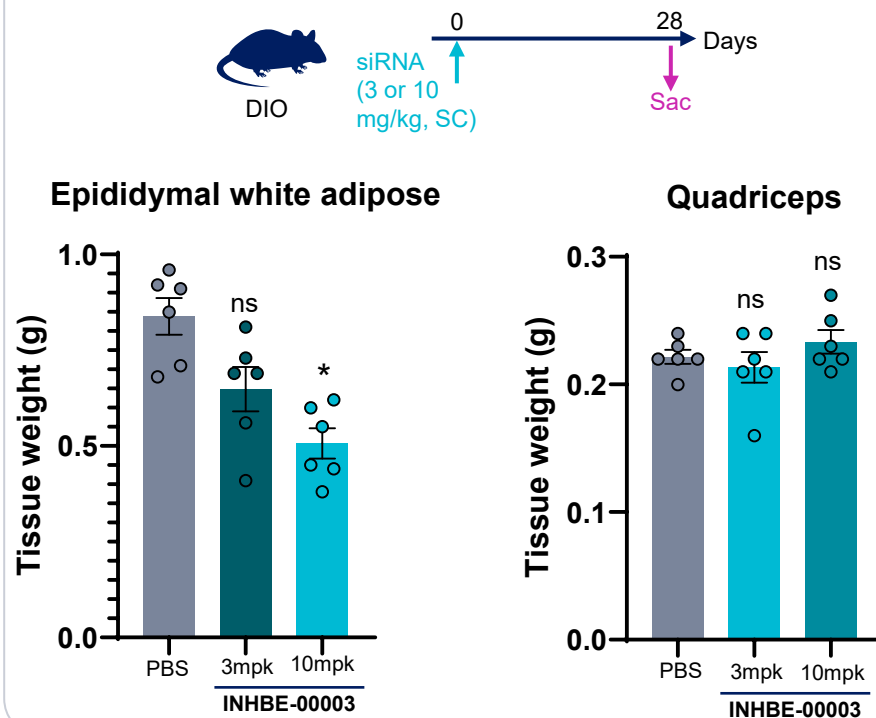 0 28
Days
siRNA
(3 or 10
mg/kg, SC)
DIO
Sac
Epididymal white adipose
Tissue weight (g)
1.0
0.5
0.0
ns
*
PBS 3mpk 10mpk
INHBE-00003
Quadriceps
Tissue weight (g)
0.3
0.2
0.1
0.0
ns
ns
PBS 3mpk 10mpk
INHBE-00003